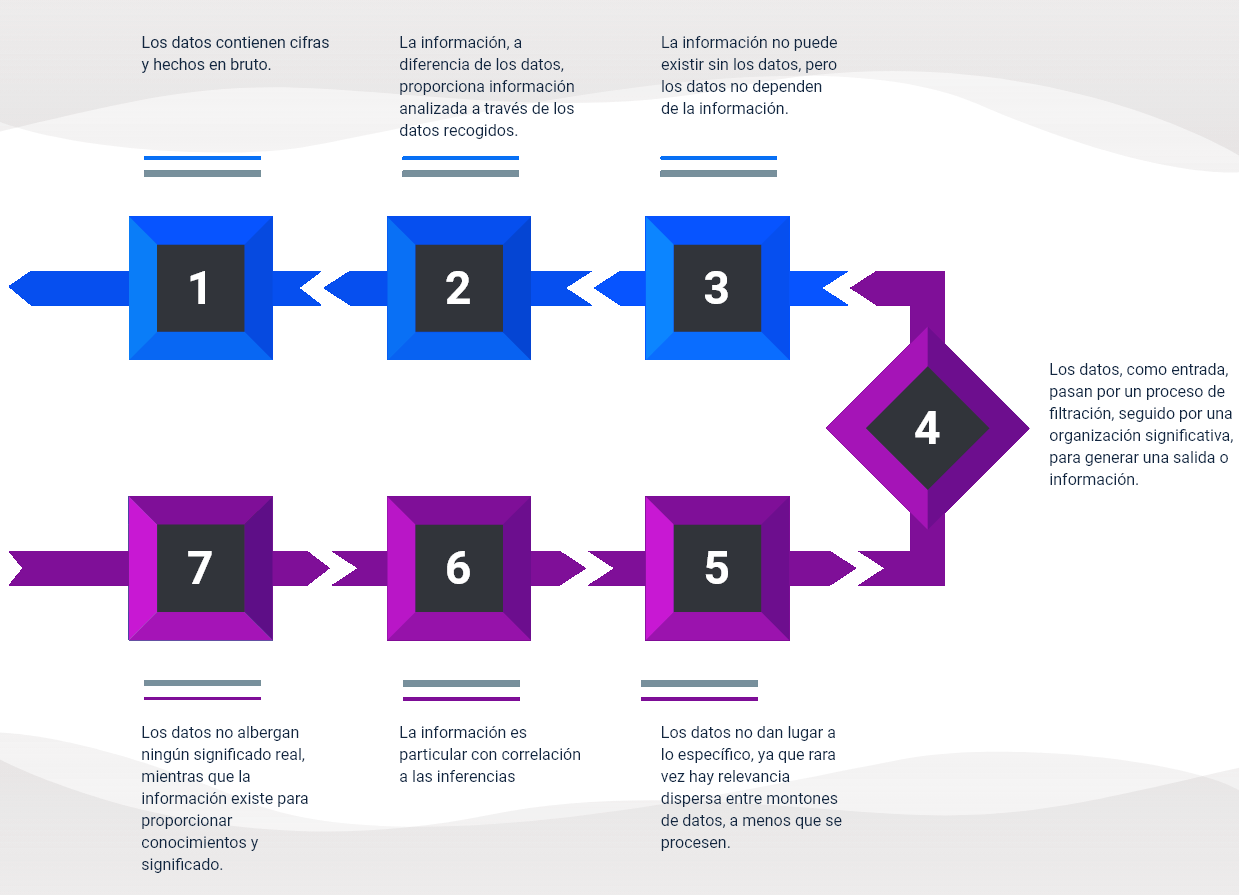 Los datos contienen cifras
y hechos en bruto.
La información, a
diferencia de los datos,
proporciona información
analizada a través de los
datos recogidos.
La información no puede
existir sin los datos, pero
los datos no dependen
de la información.
1
2
3
4
Los datos, como entrada,
pasan por un proceso de
filtración, seguido por una
organización significativa,
para generar una salida o
información.
7
6
5
Los datos no albergan
ningún significado real,
mientras que la
información existe para
proporcionar
conocimientos y
significado.
La información es
particular con correlación
a las inferencias
Los datos no dan lugar a
lo específico, ya que rara
vez hay relevancia
dispersa entre montones
de datos, a menos que se
procesen.